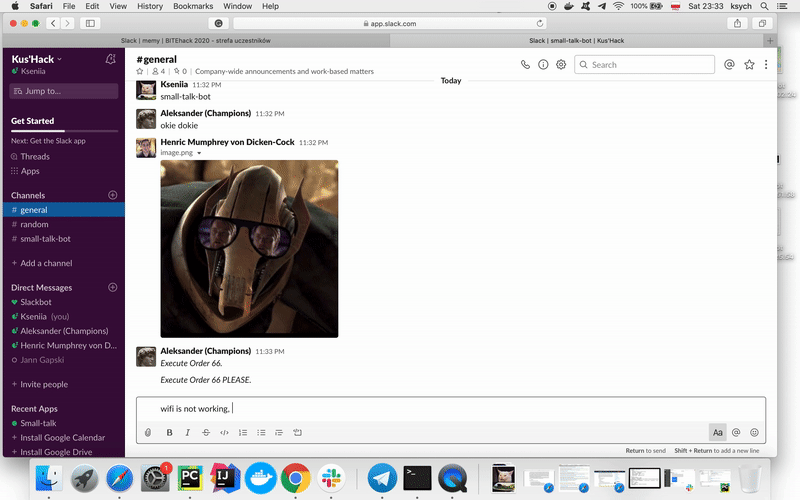 Safari File Edit View History Bookmarks Window Help
100% Sat 23:33 ksych
app.slack.com
Slack | memy | BITEhack 2020 - strefa uczestników
Slack | small-talk-bot | Kus'Hack
Kus'Hack
Kseniia
Jump to...
Get Started
Next: Get the Slack app
Threads
Apps
Channels
# general
# random
# small-talk-bot
+ Add a channel
Direct Messages
Slackbot
Kseniia (you)
Aleksander (Champions)
Henric Mumphrey von D...
Jann Gapski
+ Invite people
Recent Apps
Small-talk
+ Install Google Calendar
+ Install Google Drive
#general
4 | 0 | Company-wide announcements and work-based matters
Search
Today
Kseniia 11:32 PM
small-talk-bot
Aleksander (Champions) 11:32 PM
okie dokie
Henric Mumphrey von Dicken-Cock 11:32 PM
image.png
Aleksander (Champions) 11:33 PM
Execute Order 66.
Execute Order 66 PLEASE.
wifi is not working,
B I S </> Aa @
Return to send Shift + Return to add a new line
1
PC
IJ